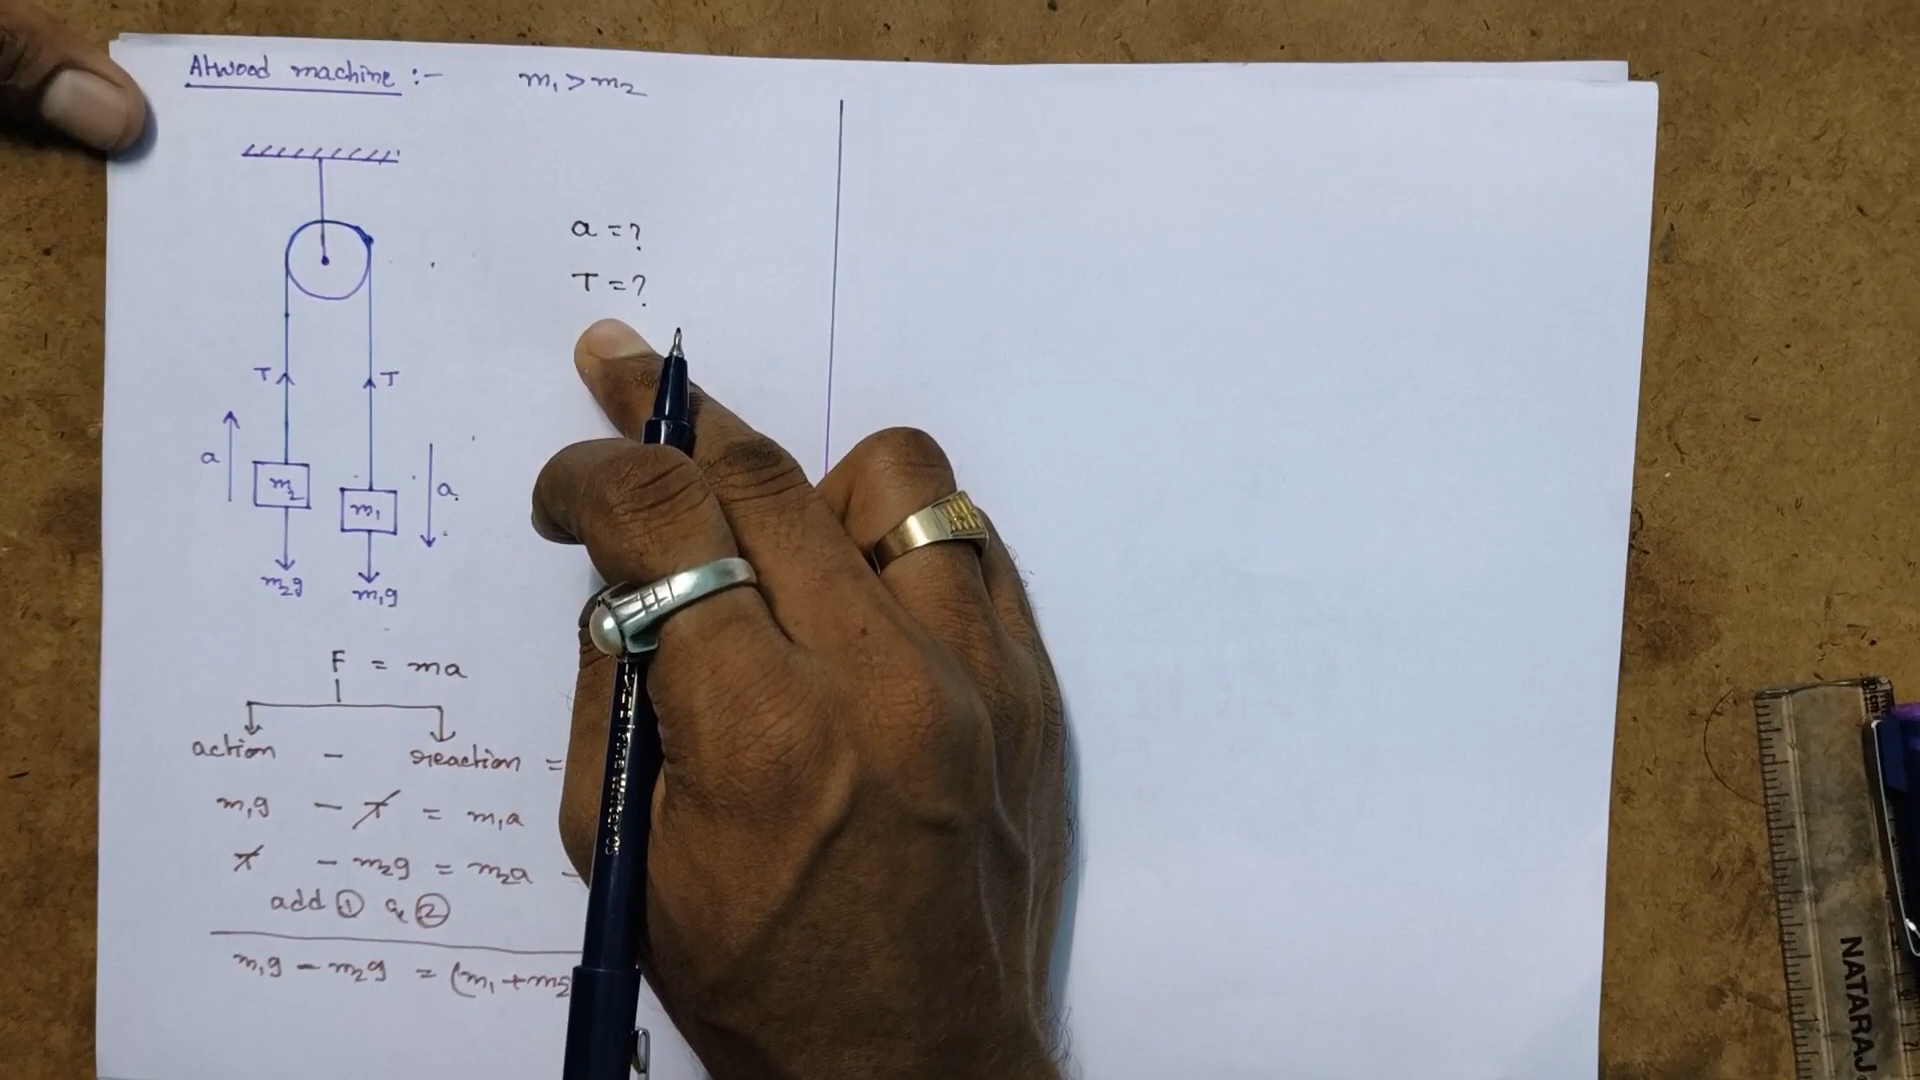 Atwood machine :- m₁ > m₂
a = ?
T = ?
T T
a
m₂
m₁
a
m₂g
m₁g
F = ma
action - reaction =
m₁g - T = m₁a
T - m₂g = m₂a -
add ① & ②
m₁g - m₂g = (m₁ + m₂
NATARAJ